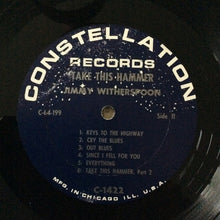 CONSTELLATION
RECORDS
TAKE THIS HAMMER
JIMMY WITHERSPOON
C-64-199
Side II
1. KEYS TO THE HIGHWAY
2. CRY THE BLUES
3. OUT BLUES
4. SINCE I FELL FOR YOU
5. EVERYTHING
6. TAKE THIS HAMMER, Part 2
C-1422
MFG. IN CHICAGO ILL. U.S.A.